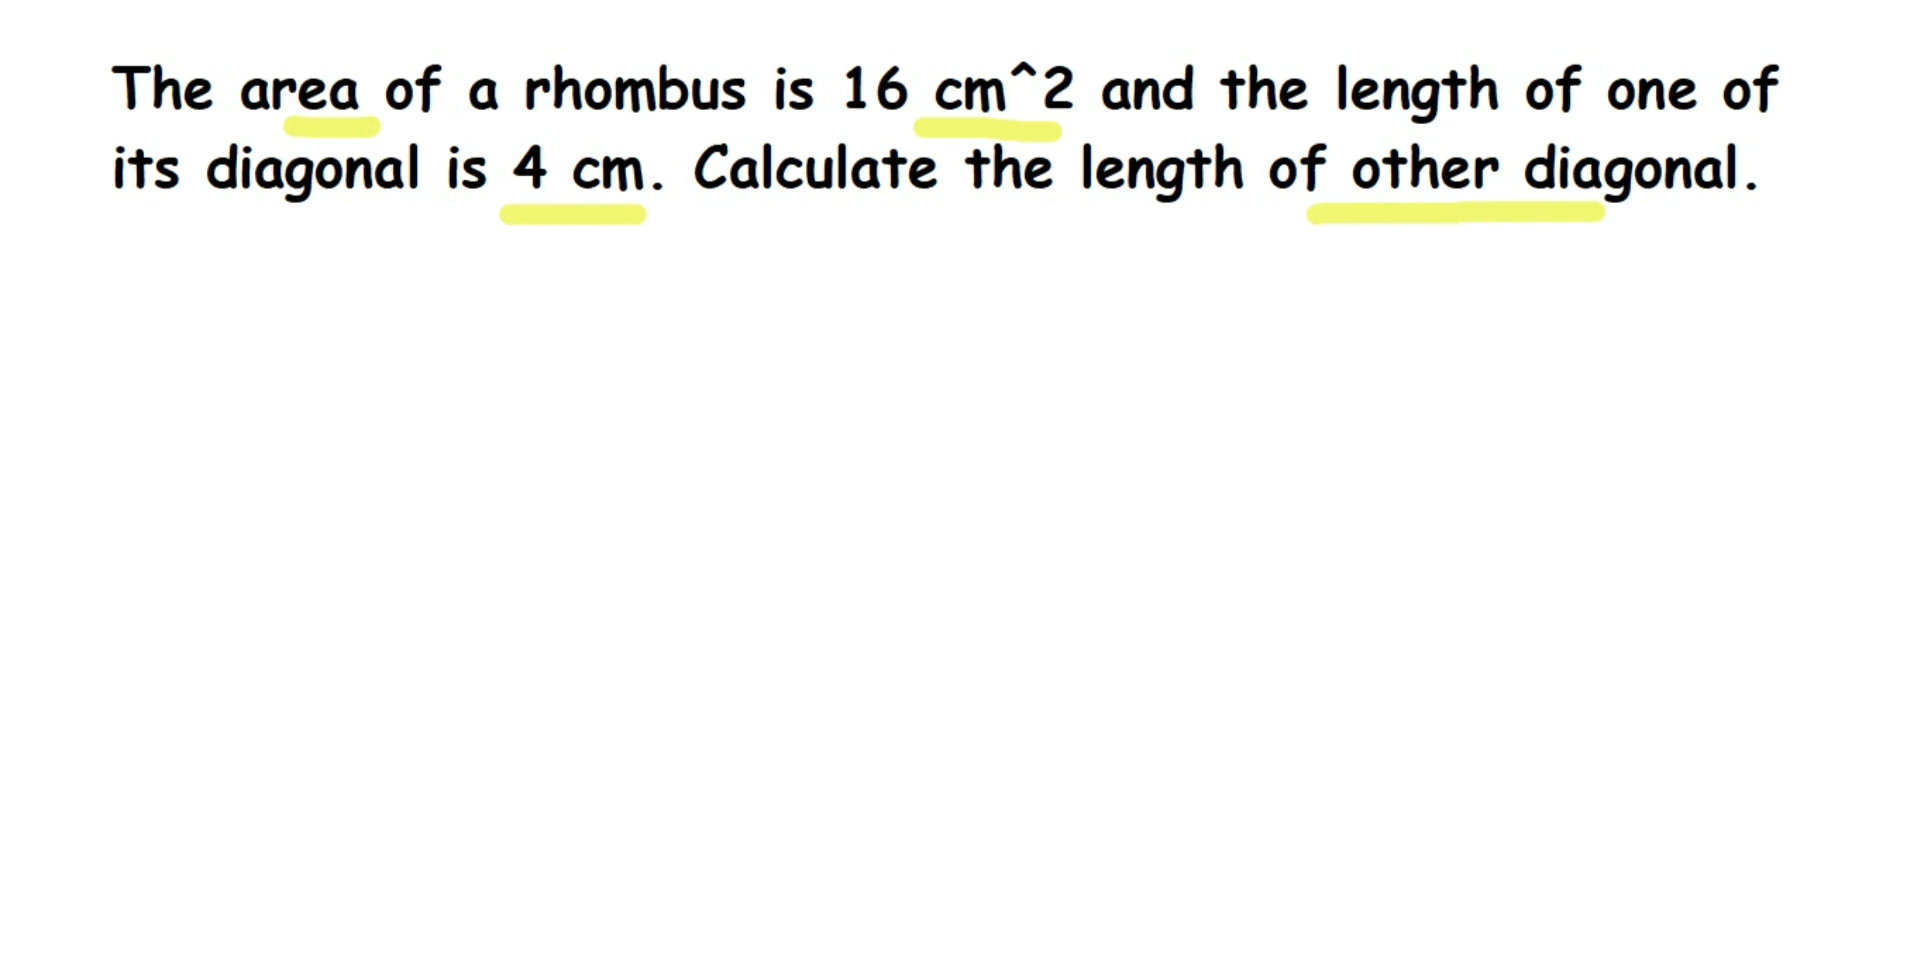 The area of a rhombus is 16 cm^2 and the length of one of
its diagonal is 4 cm. Calculate the length of other diagonal.